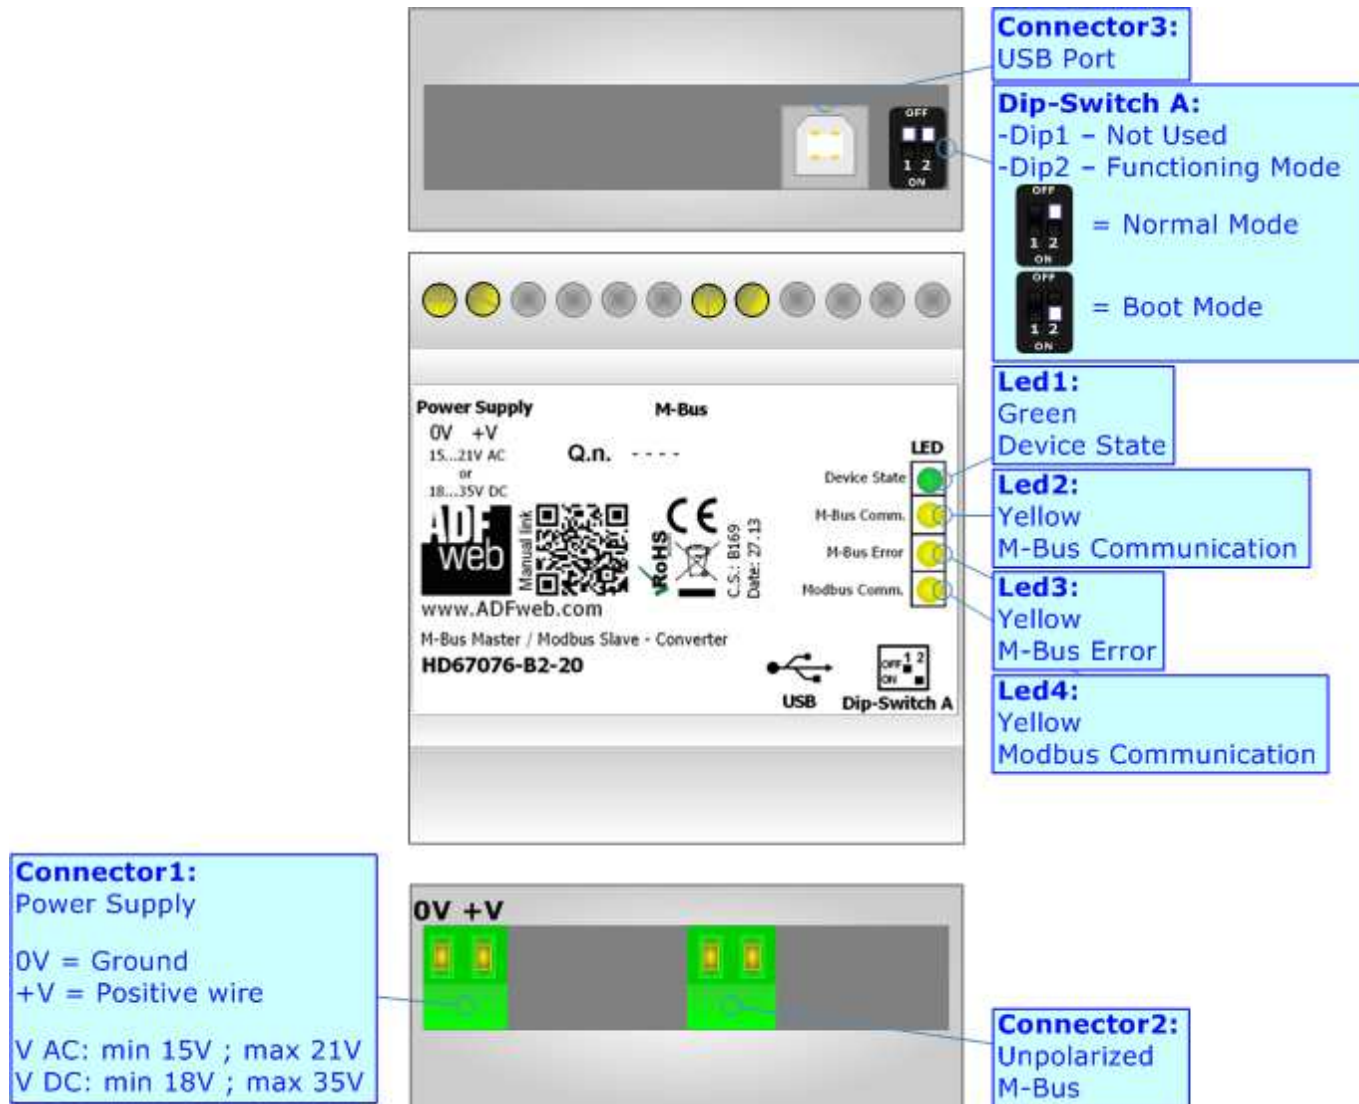 Connector3:
USB Port
Dip-Switch A:
-Dip1 – Not Used
-Dip2 – Functioning Mode
OFF
1 2
ON
= Normal Mode
OFF
1 2
ON
= Boot Mode
OFF
1 2
ON
Led1:
Green
Device State
Led2:
Yellow
M-Bus Communication
Led3:
Yellow
M-Bus Error
Led4:
Yellow
Modbus Communication
Power Supply
0V +V
15...21V AC
or
18...35V DC
M-Bus
Q.n. - - - -
LED
Device State
M-Bus Comm.
M-Bus Error
Modbus Comm.
ADF
web
Manual link
RoHS
CE
C.S.: B169
Date: 27.13
www.ADFweb.com
M-Bus Master / Modbus Slave - Converter
HD67076-B2-20
USB
OFF 1 2
ON
Dip-Switch A
Connector1:
Power Supply
0V = Ground
+V = Positive wire
V AC: min 15V ; max 21V
V DC: min 18V ; max 35V
0V +V
Connector2:
Unpolarized
M-Bus